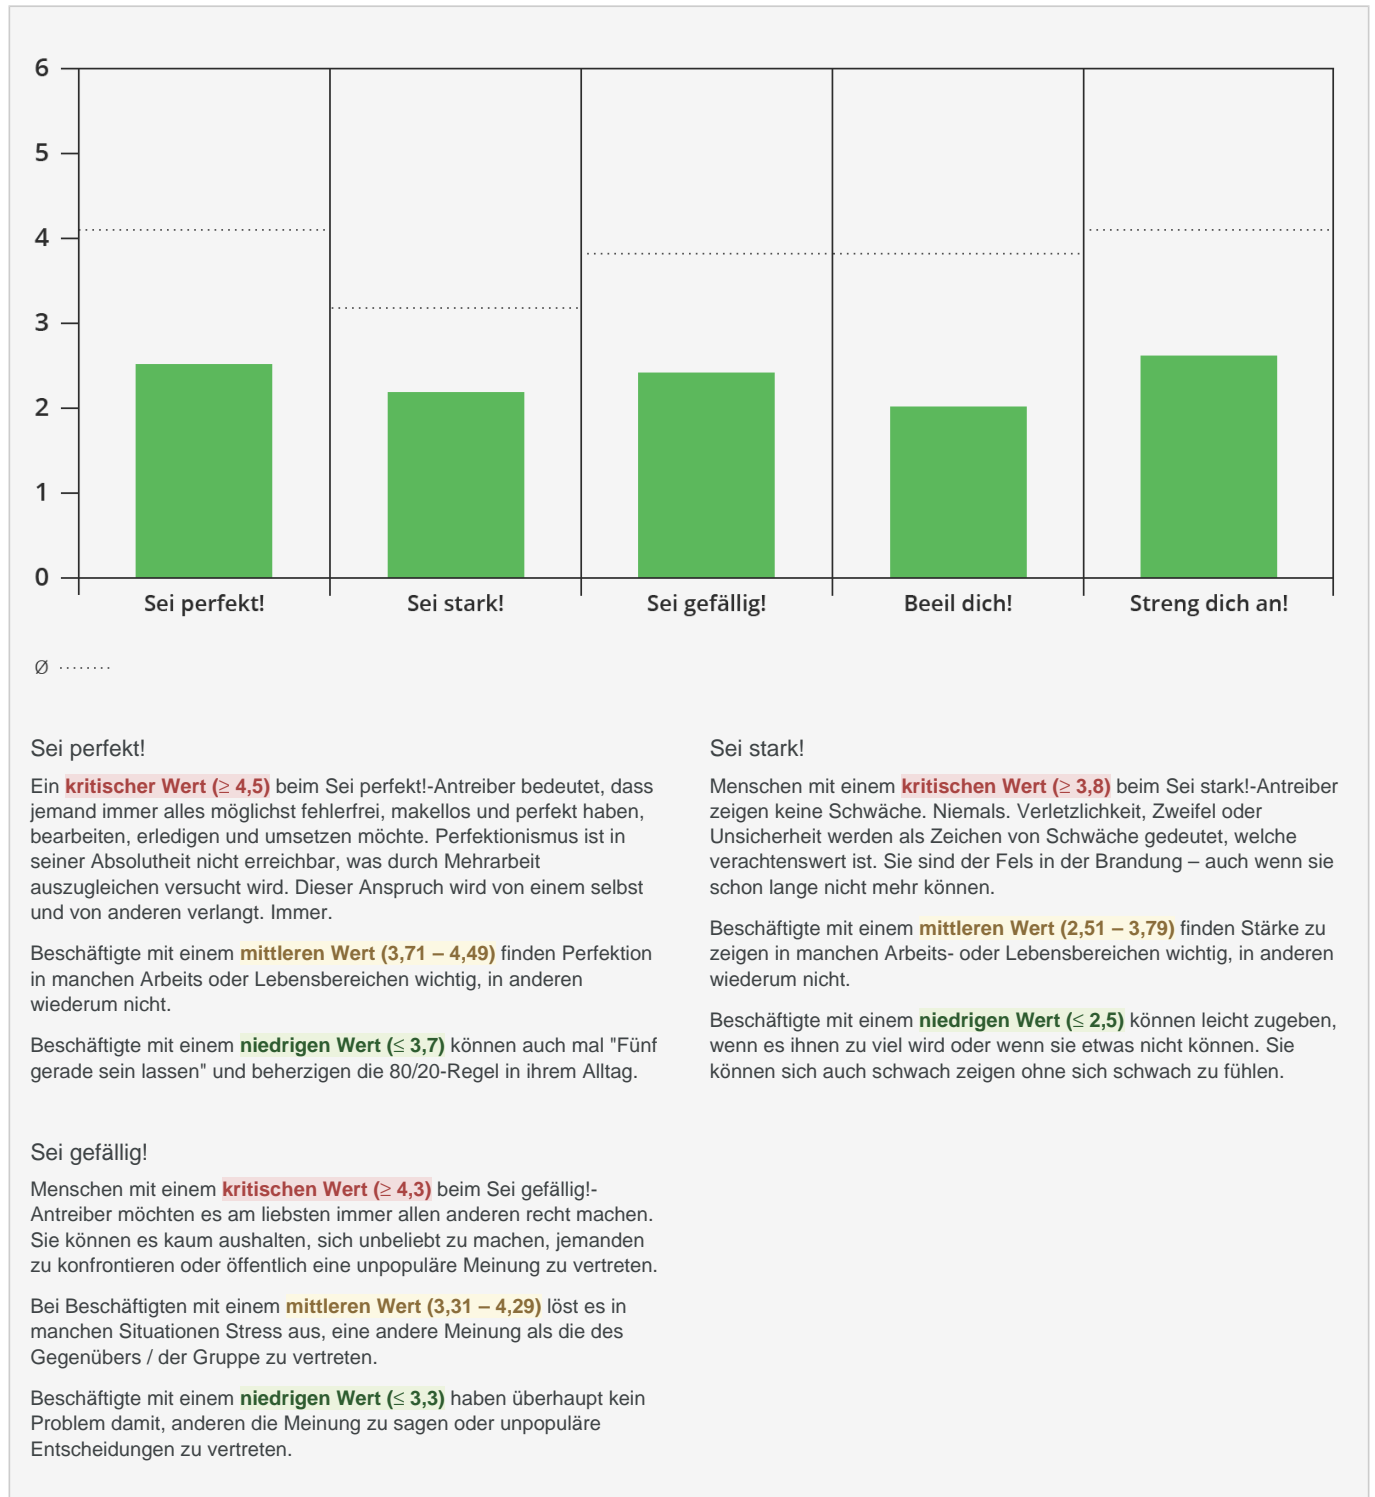 6
5
4
3
2
1
0
Sei perfekt!
Sei stark!
Sei gefällig!
Beeil dich!
Streng dich an!
Ø ........
Sei perfekt!
Ein kritischer Wert (≥ 4,5) beim Sei perfekt!-Antreiber bedeutet, dass
jemand immer alles möglichst fehlerfrei, makellos und perfekt haben,
bearbeiten, erledigen und umsetzen möchte. Perfektionismus ist in
seiner Absolutheit nicht erreichbar, was durch Mehrarbeit
auszugleichen versucht wird. Dieser Anspruch wird von einem selbst
und von anderen verlangt. Immer.
Beschäftigte mit einem mittleren Wert (3,71 – 4,49) finden Perfektion
in manchen Arbeits oder Lebensbereichen wichtig, in anderen
wiederum nicht.
Beschäftigte mit einem niedrigen Wert (≤ 3,7) können auch mal "Fünf
gerade sein lassen" und beherzigen die 80/20-Regel in ihrem Alltag.
Sei stark!
Menschen mit einem kritischen Wert (≥ 3,8) beim Sei stark!-Antreiber
zeigen keine Schwäche. Niemals. Verletzlichkeit, Zweifel oder
Unsicherheit werden als Zeichen von Schwäche gedeutet, welche
verachtenswert ist. Sie sind der Fels in der Brandung – auch wenn sie
schon lange nicht mehr können.
Beschäftigte mit einem mittleren Wert (2,51 – 3,79) finden Stärke zu
zeigen in manchen Arbeits- oder Lebensbereichen wichtig, in anderen
wiederum nicht.
Beschäftigte mit einem niedrigen Wert (≤ 2,5) können leicht zugeben,
wenn es ihnen zu viel wird oder wenn sie etwas nicht können. Sie
können sich auch schwach zeigen ohne sich schwach zu fühlen.
Sei gefällig!
Menschen mit einem kritischen Wert (≥ 4,3) beim Sei gefällig!-
Antreiber möchten es am liebsten immer allen anderen recht machen.
Sie können es kaum aushalten, sich unbeliebt zu machen, jemanden
zu konfrontieren oder öffentlich eine unpopuläre Meinung zu vertreten.
Bei Beschäftigten mit einem mittleren Wert (3,31 – 4,29) löst es in
manchen Situationen Stress aus, eine andere Meinung als die des
Gegenübers / der Gruppe zu vertreten.
Beschäftigte mit einem niedrigen Wert (≤ 3,3) haben überhaupt kein
Problem damit, anderen die Meinung zu sagen oder unpopuläre
Entscheidungen zu vertreten.